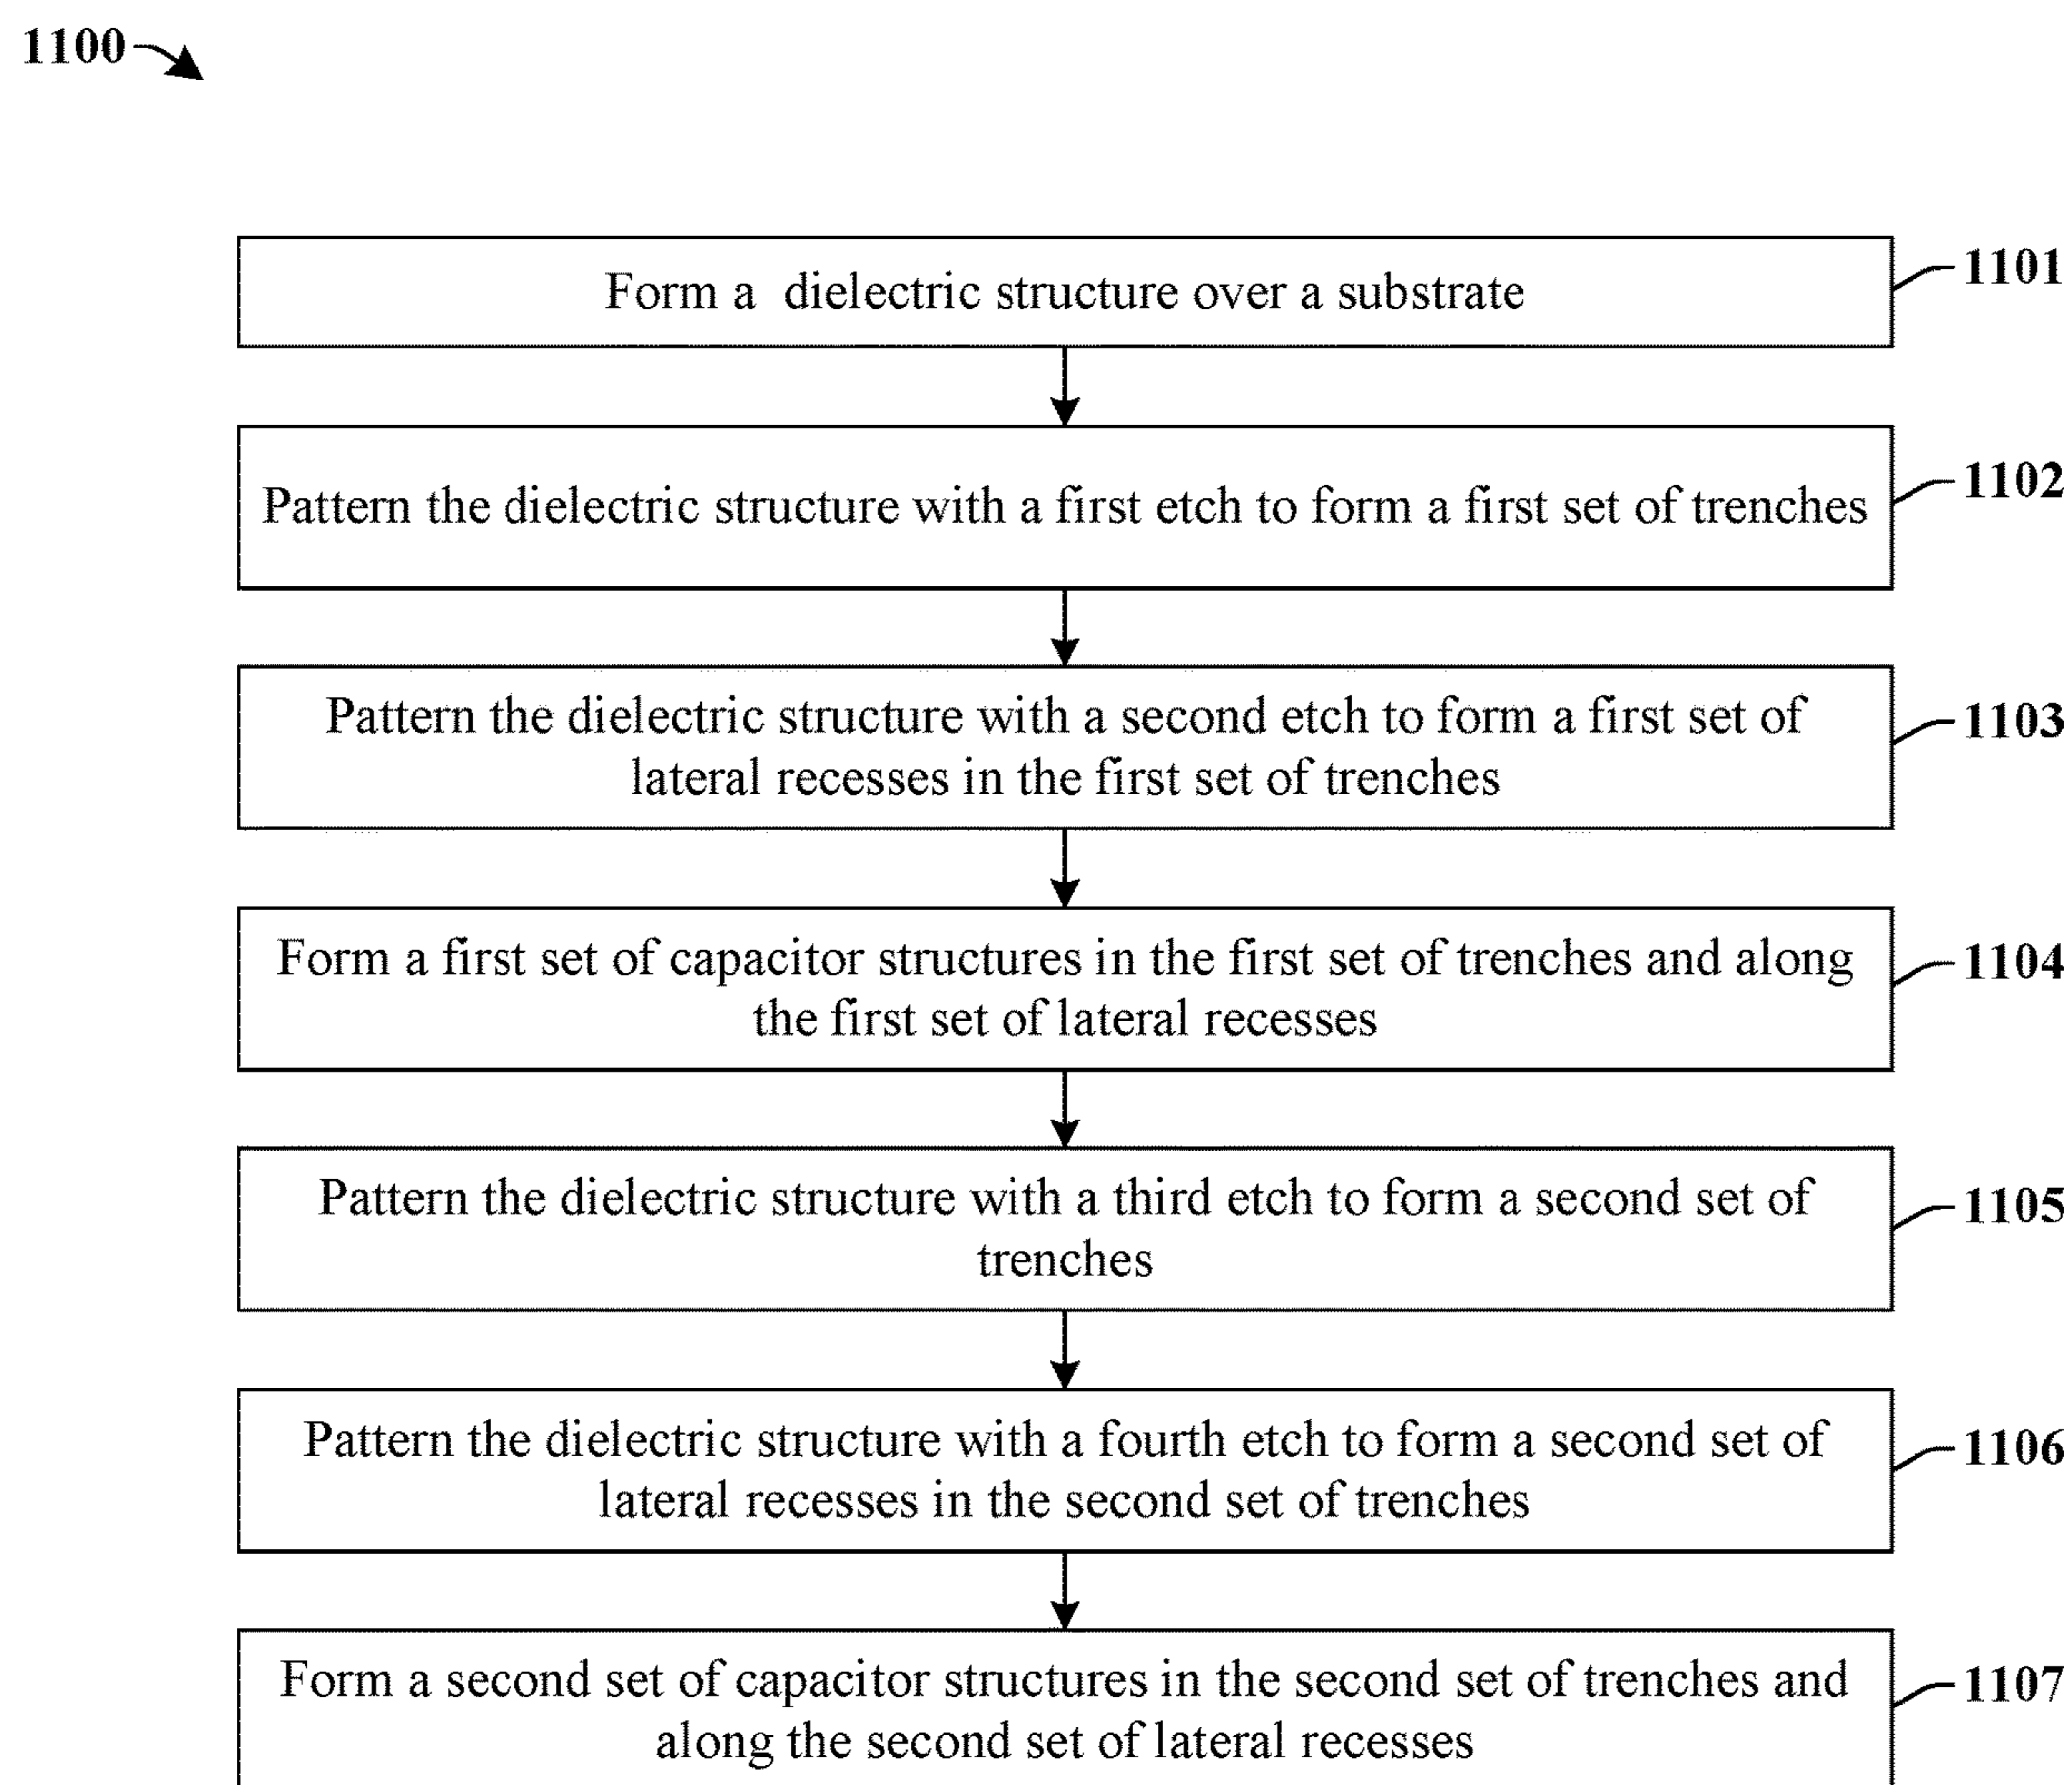 1100
Form a dielectric structure over a substrate
1101
Pattern the dielectric structure with a first etch to form a first set of trenches
1102
Pattern the dielectric structure with a second etch to form a first set of
lateral recesses in the first set of trenches
1103
Form a first set of capacitor structures in the first set of trenches and along
the first set of lateral recesses
1104
Pattern the dielectric structure with a third etch to form a second set of
trenches
1105
Pattern the dielectric structure with a fourth etch to form a second set of
lateral recesses in the second set of trenches
1106
Form a second set of capacitor structures in the second set of trenches and
along the second set of lateral recesses
1107